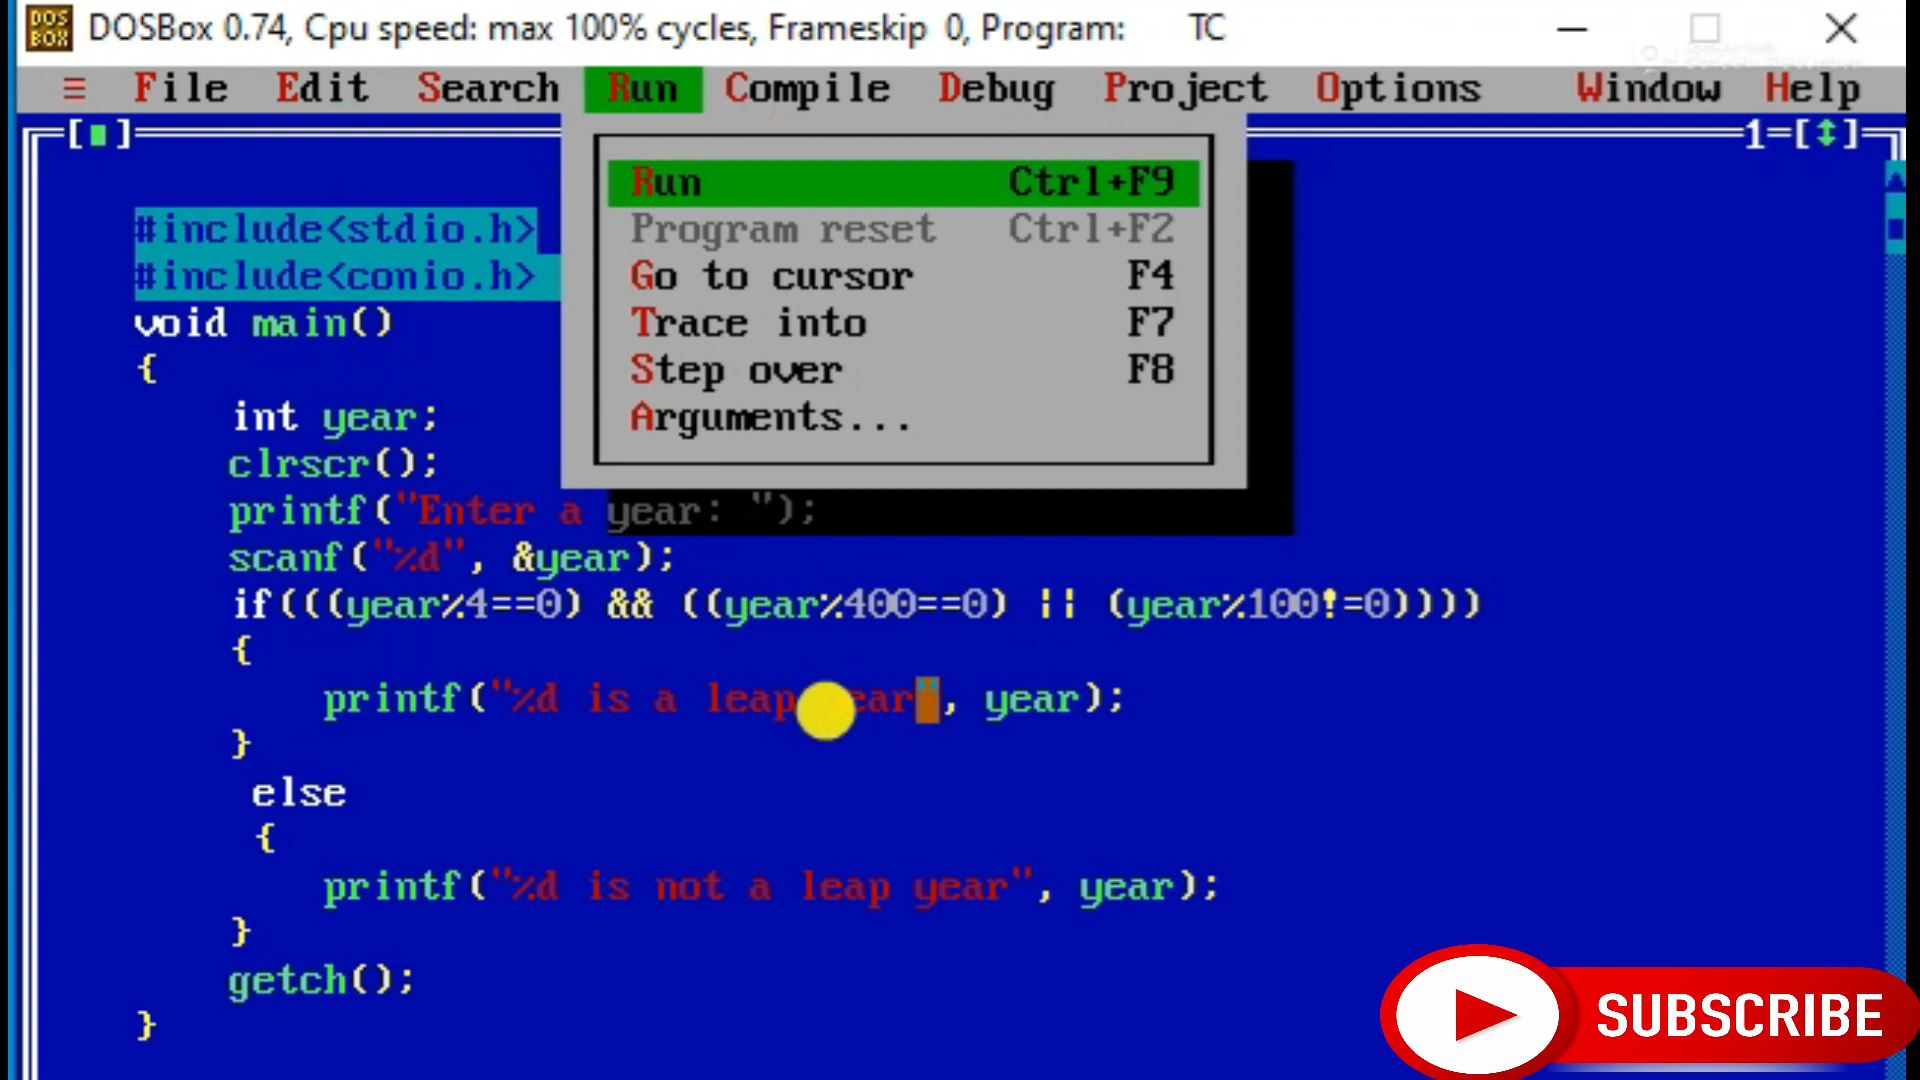 DOSBox 0.74, Cpu speed: max 100% cycles, Frameskip 0, Program: TC
≡ File Edit Search Run Compile Debug Project Options Window Help
[■] 1=[↕]
Run Ctrl+F9
Program reset Ctrl+F2
Go to cursor F4
Trace into F7
Step over F8
Arguments...
#include<stdio.h>
#include<conio.h>
void main()
{
int year;
clrscr();
printf("Enter a year: ");
scanf("%d", &year);
if(((year%4==0) && ((year%400==0) || (year%100!=0))))
{
printf("%d is a leap ear", year);
}
else
{
printf("%d is not a leap year", year);
}
getch();
}
SUBSCRIBE